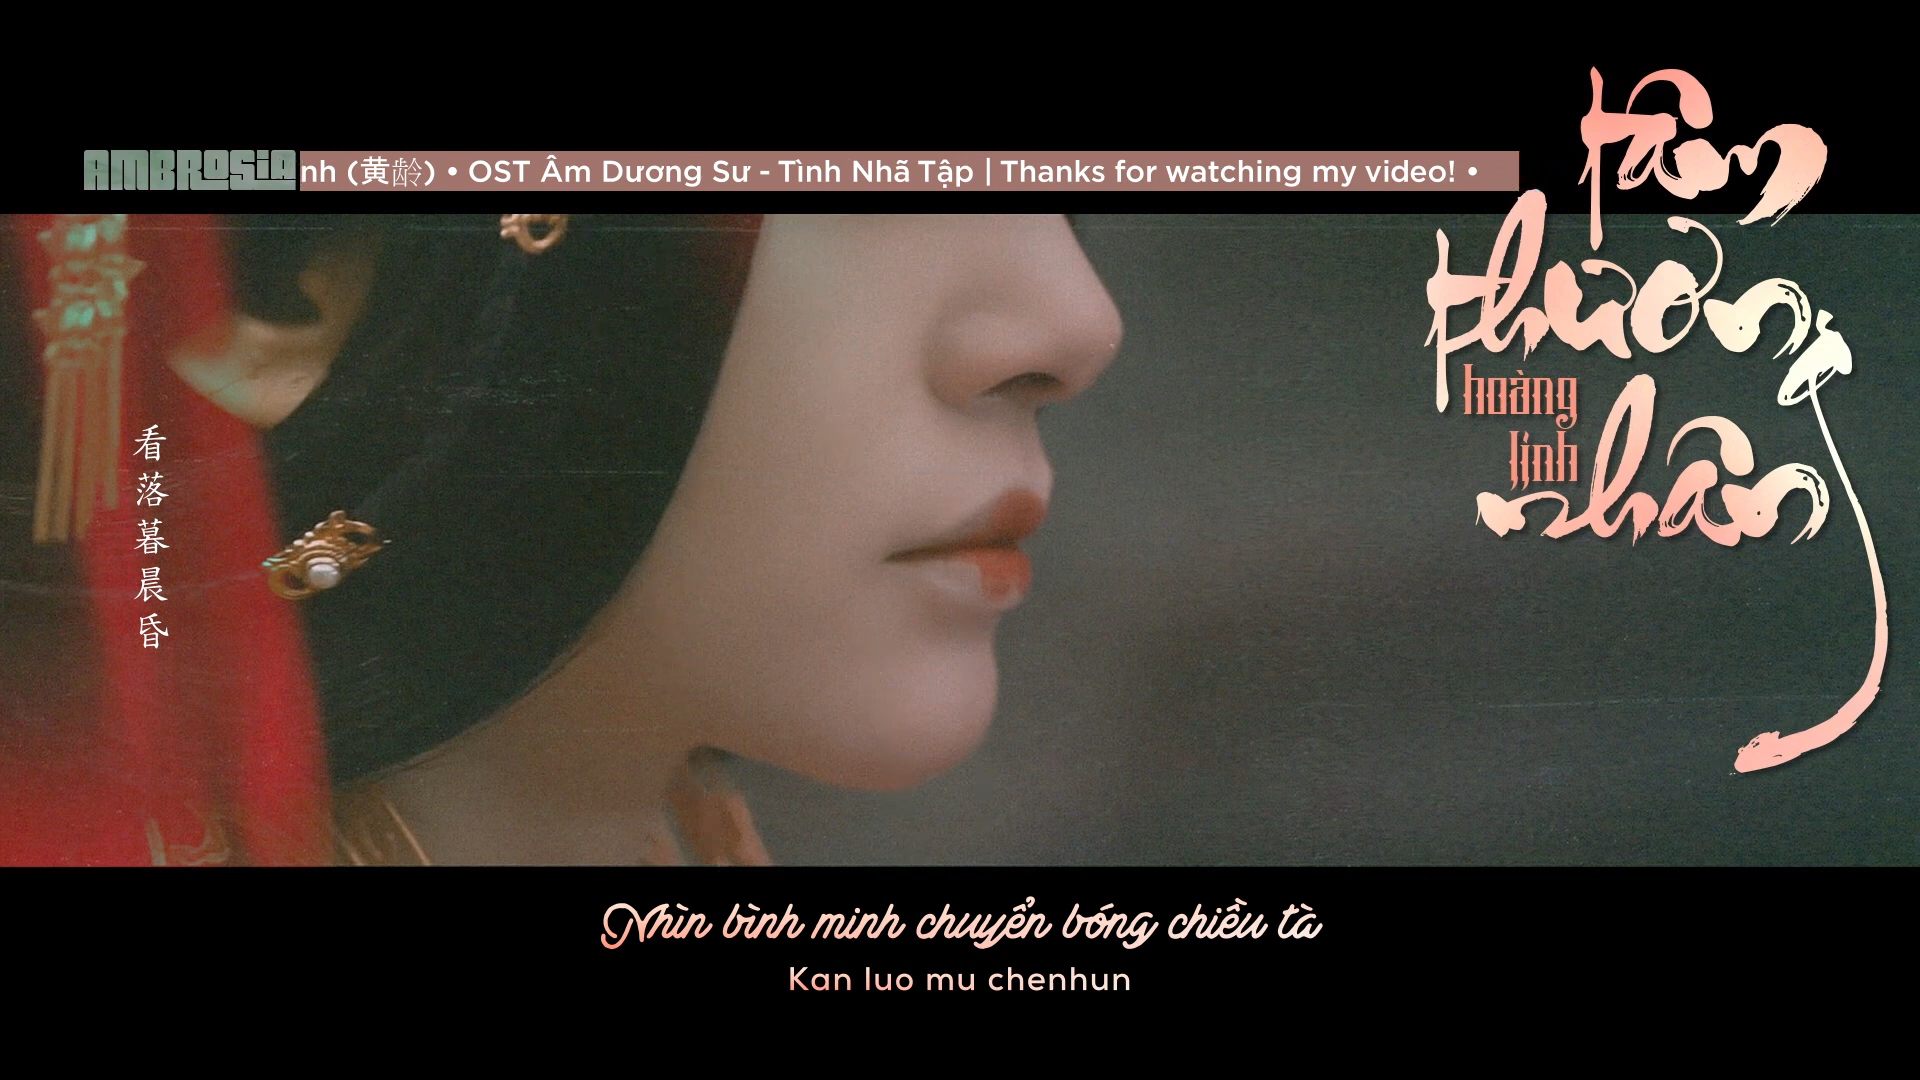 AMBROSIA
nh (黄龄) • OST Âm Dương Sư - Tình Nhã Tập | Thanks for watching my video! •
tâm
thượng
hoàng
linh
nhân
看落暮晨昏
Nhìn bình minh chuyển bóng chiều tà
Kan luo mu chenhun